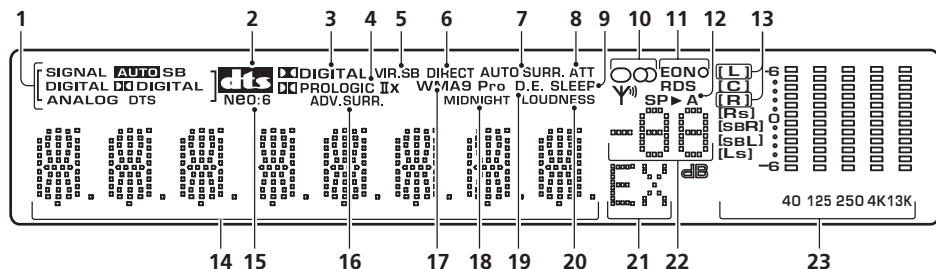 1 2 3 4 5 6 7 8 9 10 11 12 13
SIGNAL AUTO SB
DIGITAL DIGITAL
ANALOG DTS
dts
Neo:6
DIGITAL VIR.SB DIRECT AUTO SURR. ATT
PROLOGIC IIx WMA9 Pro D.E. SLEEP
ADV.SURR. MIDNIGHT LOUDNESS
EON
RDS
SP ► A
dB
[L]
[C]
[R]
[Rs]
[SBR]
[SBL]
[Ls]
6
0
-6
40 125 250 4K 13K
14 15 16 17 18 19 20 21 22 23